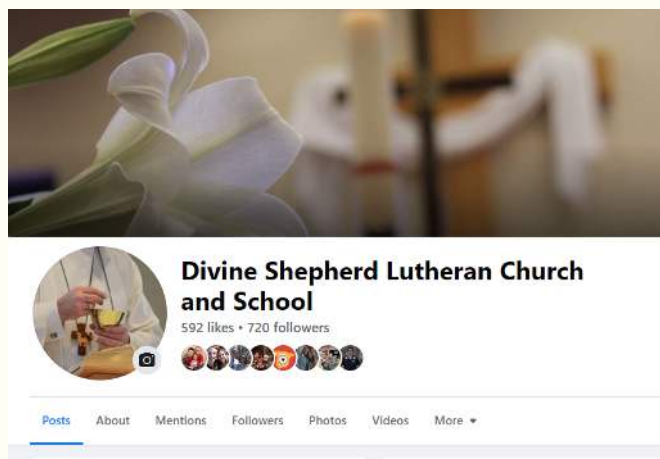 Divine Shepherd Lutheran Church
and School
592 likes • 720 followers
Posts About Mentions Followers Photos Videos More